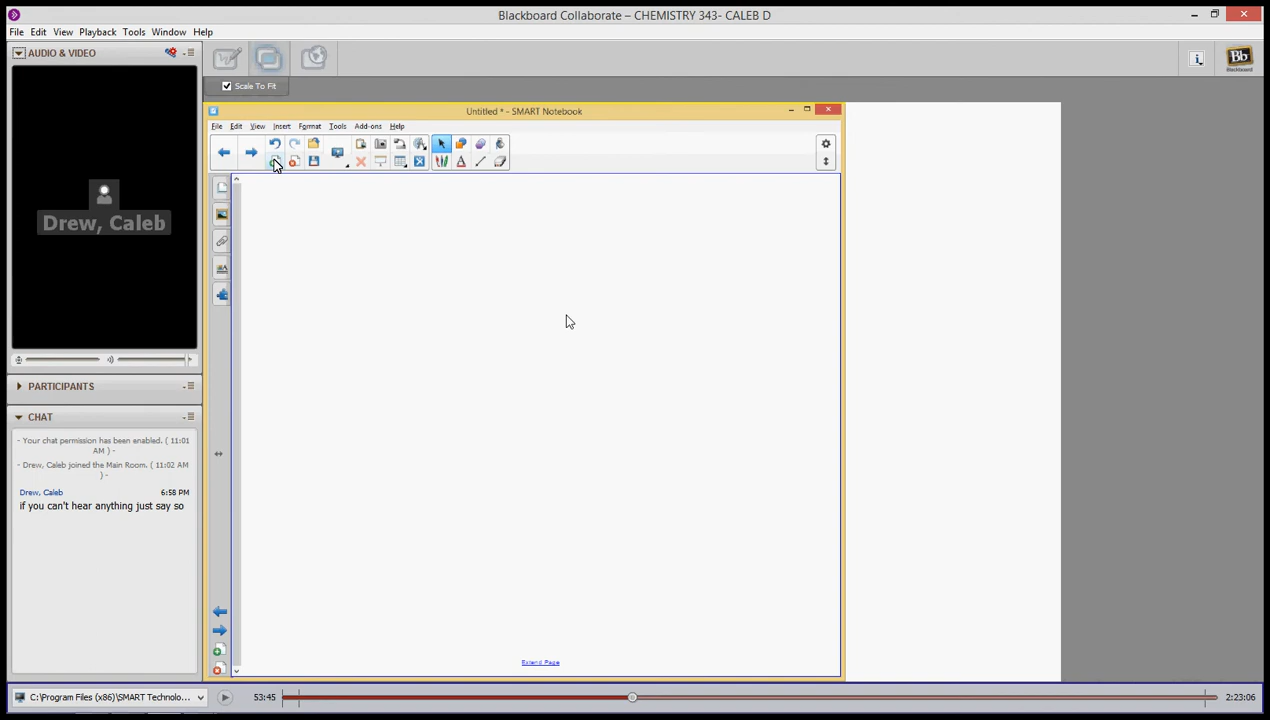 Blackboard Collaborate – CHEMISTRY 343- CALEB D
File Edit View Playback Tools Window Help
AUDIO & VIDEO
Scale To Fit
Blackboard
Untitled * - SMART Notebook
File Edit View Insert Format Tools Add-ons Help
Drew, Caleb
PARTICIPANTS
CHAT
- Your chat permission has been enabled. ( 11:01
AM ) -
- Drew, Caleb joined the Main Room. ( 11:02 AM
) -
Drew, Caleb 6:58 PM
if you can't hear anything just say so
Extend Page
C:\Program Files (x86)\SMART Technolo... 53:45 2:23:06